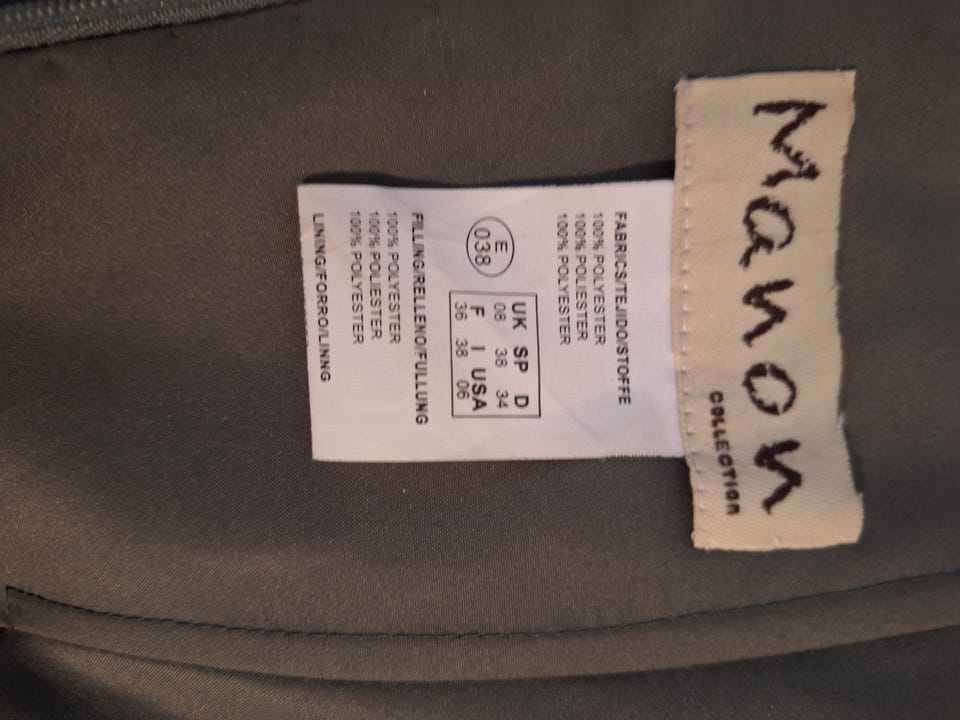 Manon
COLLECTION
FABRICS/TEJIDO/STOFFE
100% POLYESTER
100% POLIESTER
100% POLYESTER
E
038
UK SP D
08 38 34
F I USA
36 38 06
FILLING/RELLENO/FULLUNG
100% POLYESTER
100% POLIESTER
100% POLYESTER
LINING/FORRO/LINING